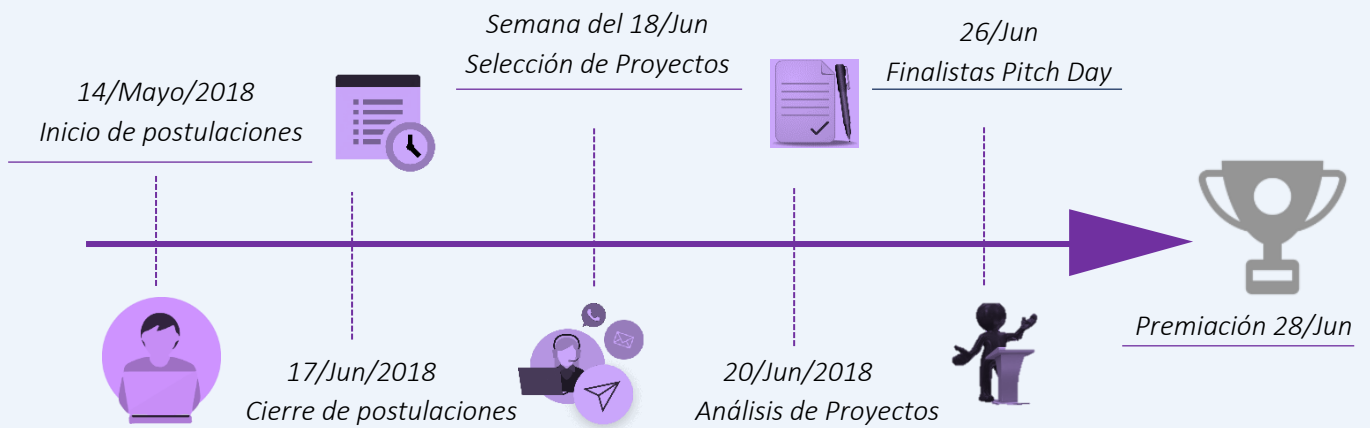 14/Mayo/2018
Inicio de postulaciones
17/Jun/2018
Cierre de postulaciones
Semana del 18/Jun
Selección de Proyectos
20/Jun/2018
Análisis de Proyectos
26/Jun
Finalistas Pitch Day
Premiación 28/Jun